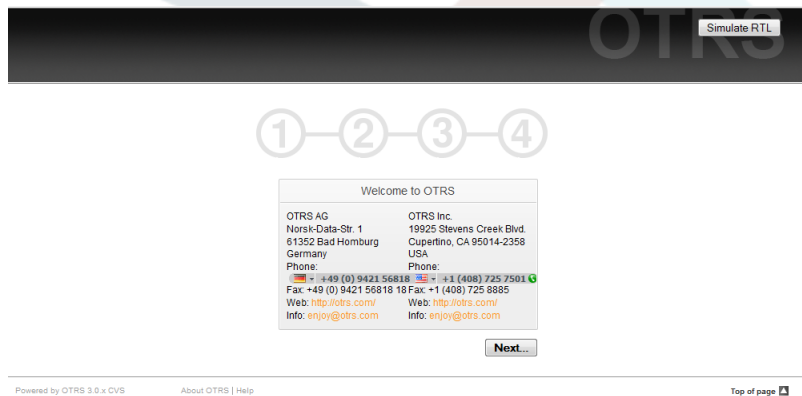 OTRS
Simulate RTL
1 2 3 4
Welcome to OTRS
OTRS AG
Norsk-Data-Str. 1
61352 Bad Homburg
Germany
Phone:
+49 (0) 9421 56818
Fax: +49 (0) 9421 56818 18
Web: http://otrs.com/
Info: enjoy@otrs.com
OTRS Inc.
19925 Stevens Creek Blvd.
Cupertino, CA 95014-2358
USA
Phone:
+1 (408) 725 7501
Fax: +1 (408) 725 8885
Web: http://otrs.com/
Info: enjoy@otrs.com
Next...
Powered by OTRS 3.0.x CVS
About OTRS | Help
Top of page